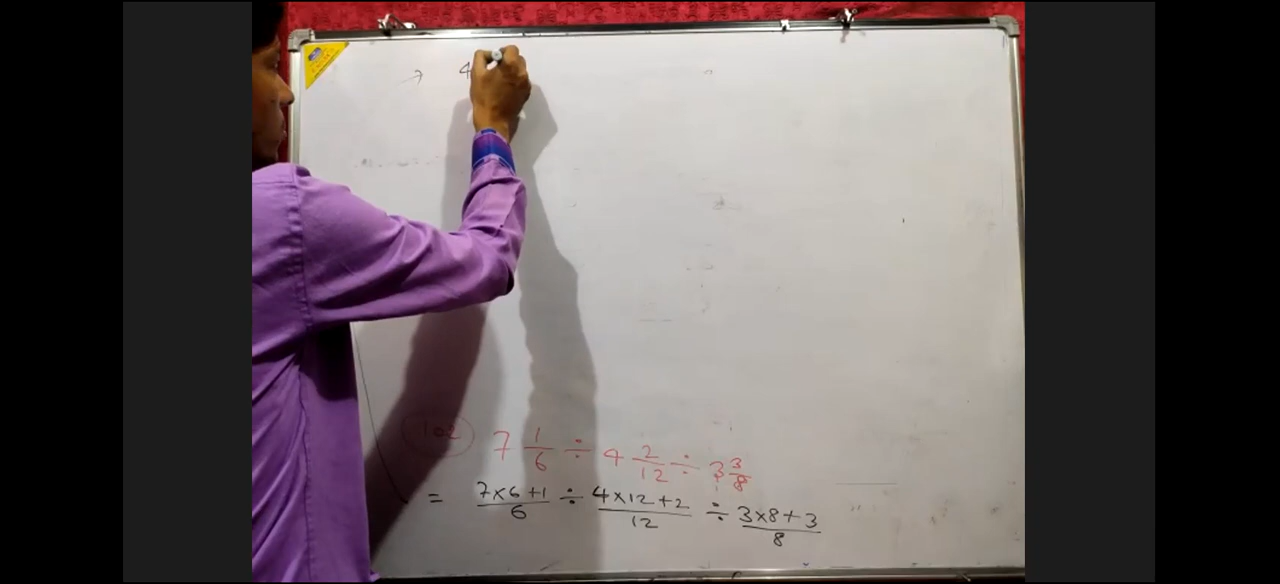 → 4
102 7 1/6 ÷ 4 2/12 ÷ 3 3/8
= 7×6+1/6 ÷ 4×12+2/12 ÷ 3×8+3/8